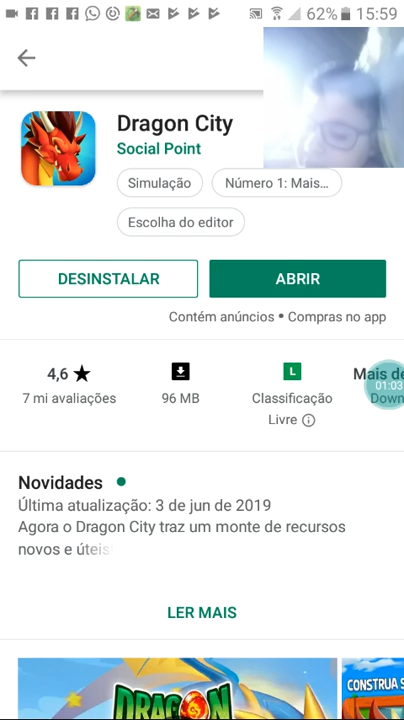 62% 15:59
Dragon City
Social Point
Simulação
Número 1: Mais...
Escolha do editor
DESINSTALAR
ABRIR
Contém anúncios • Compras no app
4,6 ★
7 mi avaliações
96 MB
L
Classificação
Livre
Mais de
Down
01:03
Novidades
Última atualização: 3 de jun de 2019
Agora o Dragon City traz um monte de recursos
novos e úteis
LER MAIS
DRAGON
CONSTRUA S